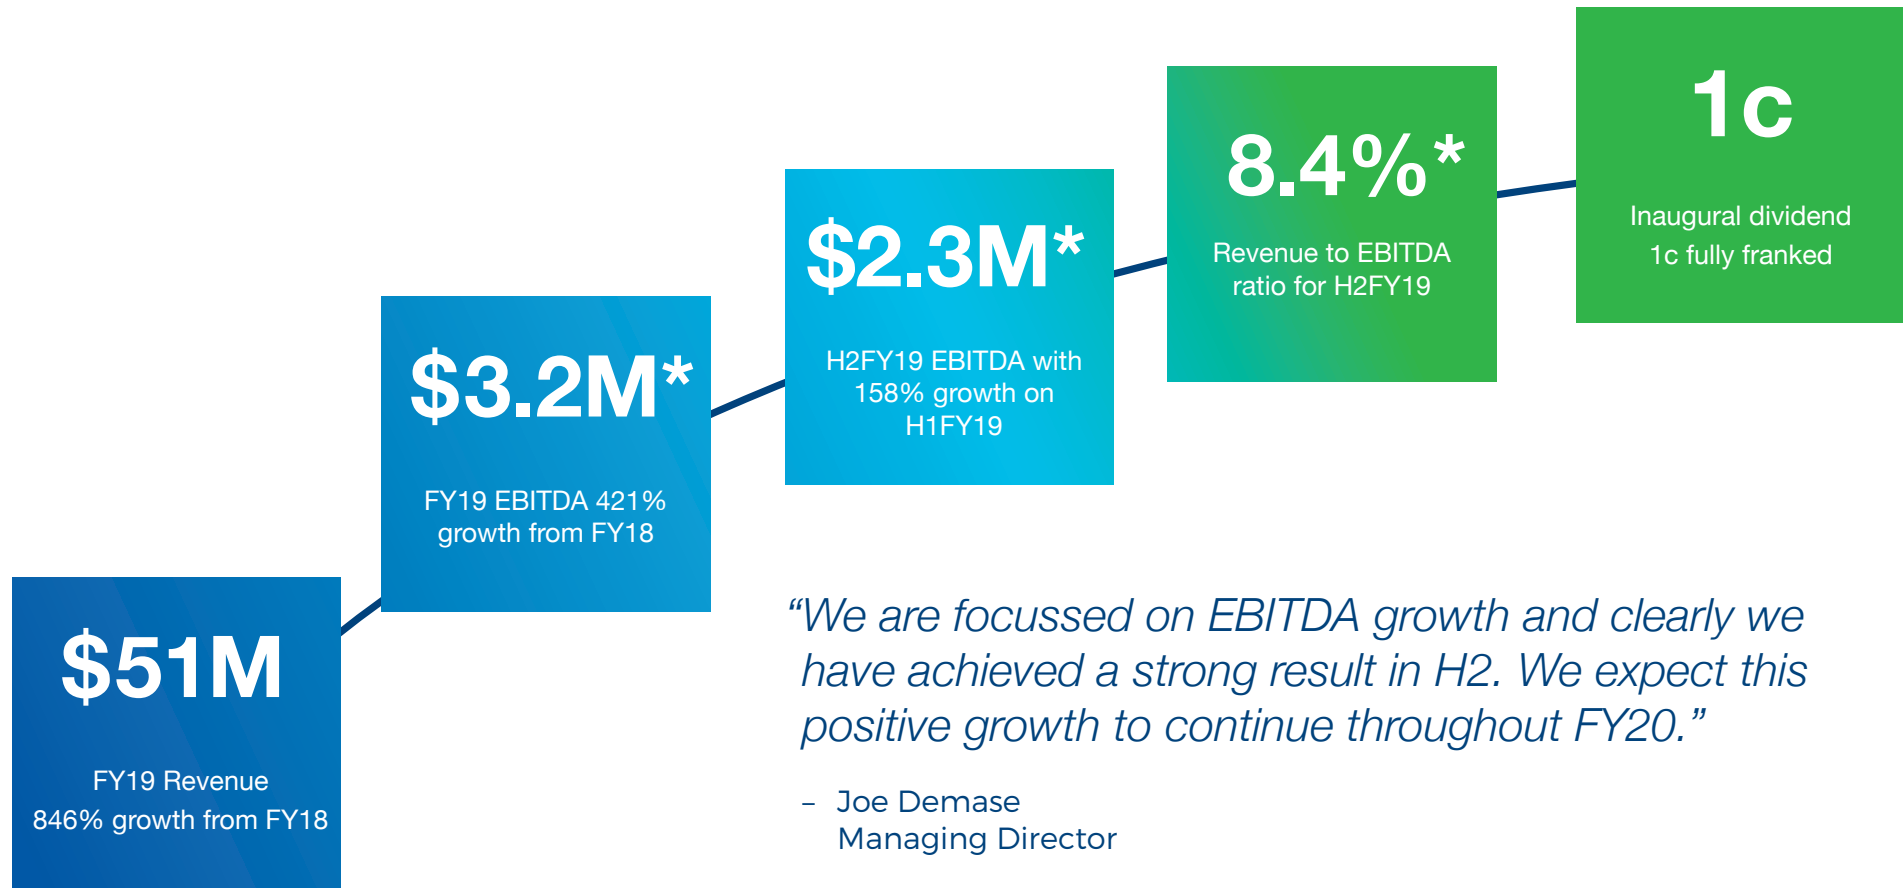 $51M
FY19 Revenue
846% growth from FY18
$3.2M*
FY19 EBITDA 421%
growth from FY18
$2.3M*
H2FY19 EBITDA with
158% growth on
H1FY19
8.4%*
Revenue to EBITDA
ratio for H2FY19
1c
Inaugural dividend
1c fully franked
“We are focussed on EBITDA growth and clearly we
have achieved a strong result in H2. We expect this
positive growth to continue throughout FY20.”
– Joe Demase
Managing Director